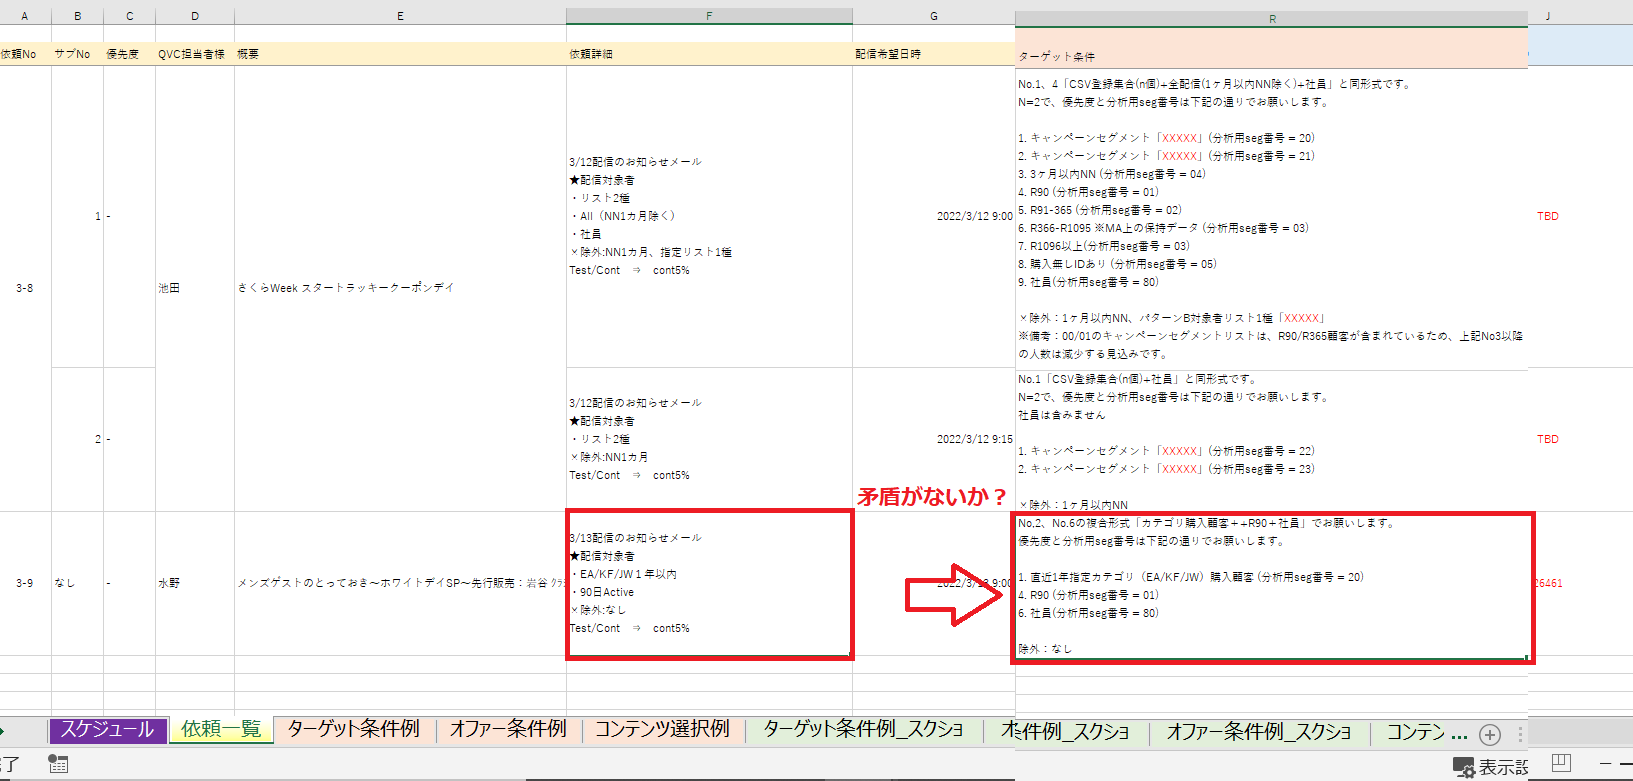 A B C D E F G R J
依頼No サブNo 優先度 QVC担当者様 概要 依頼詳細 配信希望日時 ターゲット条件
3-8
池田
さくらWeek スタートラッキークーポンデイ
1 -
3/12配信のお知らせメール
★配信対象者
・リスト2種
・All（NN1カ月除く）
・社員
×除外:NN1カ月、指定リスト1種
Test/Cont ⇒ cont5%
2022/3/12 9:00
No.1、4「CSV登録集合(n個)+全配信(1ヶ月以内NN除く)+社員」と同形式です。
N=2で、優先度と分析用seg番号は下記の通りでお願いします。
1. キャンペーンセグメント「XXXXX」(分析用seg番号 = 20)
2. キャンペーンセグメント「XXXXX」(分析用seg番号 = 21)
3. 3ヶ月以内NN (分析用seg番号 = 04)
4. R90 (分析用seg番号 = 01)
5. R91-365 (分析用seg番号 = 02)
6. R366-R1095 ※MA上の保持データ (分析用seg番号 = 03)
7. R1096以上(分析用seg番号 = 03)
8. 購入無しIDあり (分析用seg番号 = 05)
9. 社員(分析用seg番号 = 80)
×除外：1ヶ月以内NN、パターンB対象者リスト1種「XXXXX」
※備考：00/01のキャンペーンセグメントリストは、R90/R365顧客が含まれているため、上記No3以降
の人数は減少する見込みです。
TBD
2 -
3/12配信のお知らせメール
★配信対象者
・リスト2種
×除外:NN1カ月
Test/Cont ⇒ cont5%
2022/3/12 9:15
No.1「CSV登録集合(n個)+社員」と同形式です。
N=2で、優先度と分析用seg番号は下記の通りでお願いします。
社員は含みません
1. キャンペーンセグメント「XXXXX」(分析用seg番号 = 22)
2. キャンペーンセグメント「XXXXX」(分析用seg番号 = 23)
×除外：1ヶ月以内NN
TBD
矛盾がないか？
3-9 なし - 水野 メンズゲストのとっておき～ホワイトデイSP～先行販売：岩谷
3/13配信のお知らせメール
★配信対象者
・EA/KF/JW１年以内
・90日Active
×除外:なし
Test/Cont ⇒ cont5%
2022/3/13 9:00
No,2、No.6の複合形式「カテゴリ購入顧客＋+R90＋社員」でお願いします。
優先度と分析用seg番号は下記の通りでお願いします。
1. 直近1年指定カテゴリ（EA/KF/JW）購入顧客 (分析用seg番号 = 20)
4. R90 (分析用seg番号 = 01)
6. 社員(分析用seg番号 = 80)
除外：なし
26461
スケジュール 依頼一覧 ターゲット条件例 オファー条件例 コンテンツ選択例 ターゲット条件例_スクショ 条件例_スクショ オファー条件例_スクショ コンテン ...
了 表示設